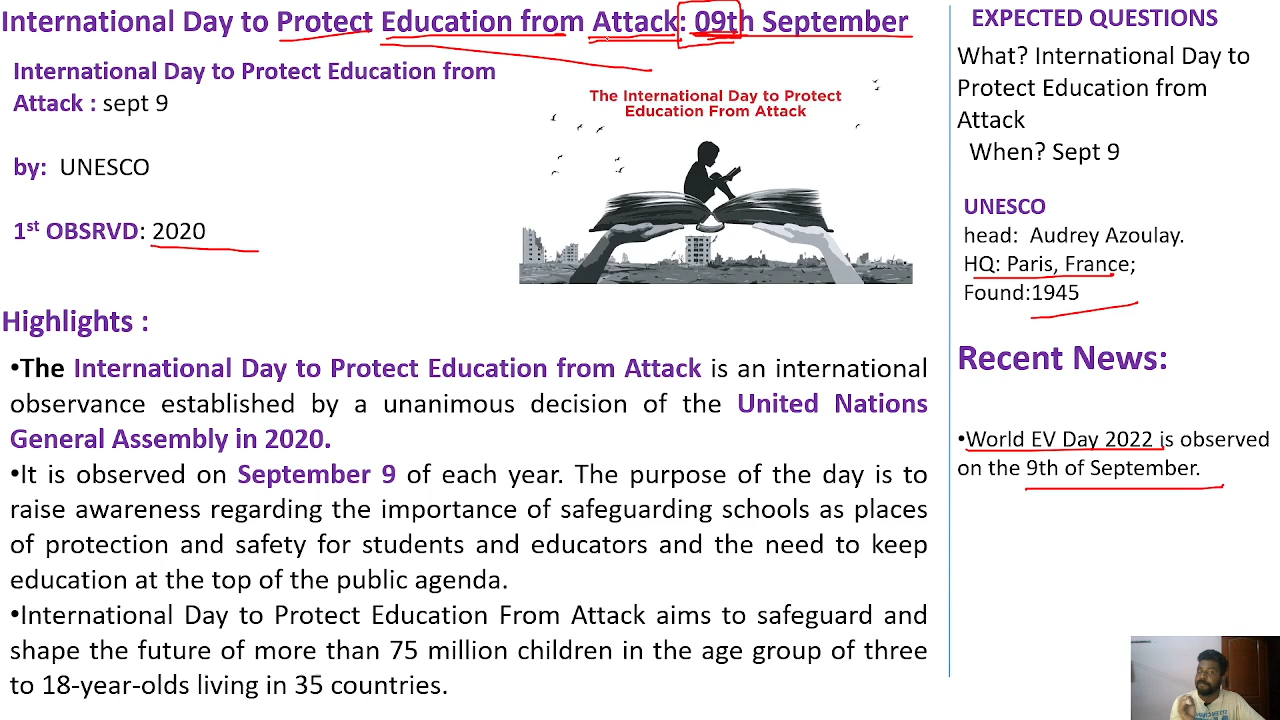 International Day to Protect Education from Attack: 09th September
International Day to Protect Education from
Attack : sept 9
by: UNESCO
1st OBSRVD: 2020
The International Day to Protect
Education From Attack
Highlights :
•The International Day to Protect Education from Attack is an international
observance established by a unanimous decision of the United Nations
General Assembly in 2020.
•It is observed on September 9 of each year. The purpose of the day is to
raise awareness regarding the importance of safeguarding schools as places
of protection and safety for students and educators and the need to keep
education at the top of the public agenda.
•International Day to Protect Education From Attack aims to safeguard and
shape the future of more than 75 million children in the age group of three
to 18-year-olds living in 35 countries.
EXPECTED QUESTIONS
What? International Day to
Protect Education from
Attack
When? Sept 9
UNESCO
head: Audrey Azoulay.
HQ: Paris, France;
Found:1945
Recent News:
•World EV Day 2022 is observed
on the 9th of September.